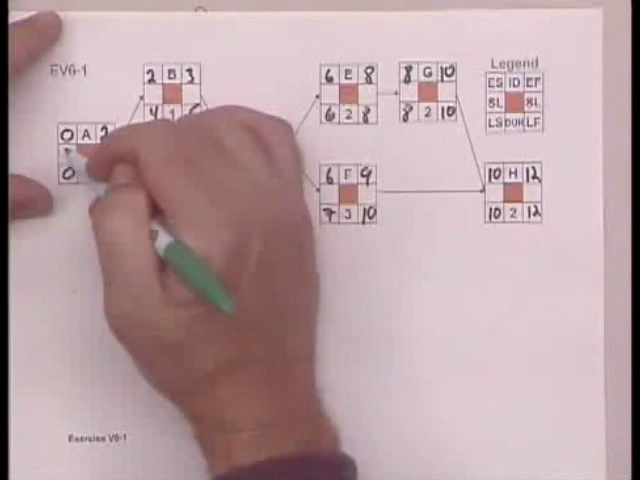 EV6-1
2 B 3
4 1
0 A 2
0
6 E 8
6 2 8
8 G 10
8 2 10
Legend
ES ID EF
SL SL
LS DUR LF
6 F 9
7 3 10
10 H 12
10 2 12
Exercise V6-1